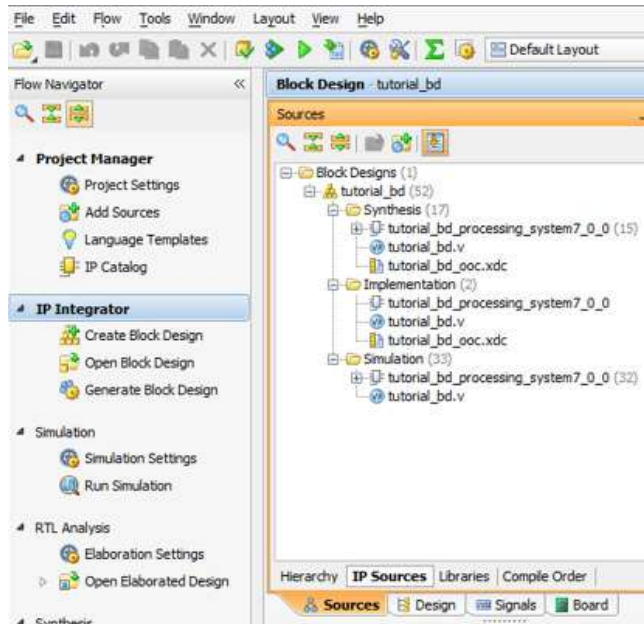 File Edit Flow Tools Window Layout View Help
Default Layout
Flow Navigator
Project Manager
Project Settings
Add Sources
Language Templates
IP Catalog
IP Integrator
Create Block Design
Open Block Design
Generate Block Design
Simulation
Simulation Settings
Run Simulation
RTL Analysis
Elaboration Settings
Open Elaborated Design
Synthesis
Block Design - tutorial_bd
Sources
Block Designs (1)
tutorial_bd (52)
Synthesis (17)
tutorial_bd_processing_system7_0_0 (15)
tutorial_bd.v
tutorial_bd_ooc.xdc
Implementation (2)
tutorial_bd_processing_system7_0_0
tutorial_bd.v
tutorial_bd_ooc.xdc
Simulation (33)
tutorial_bd_processing_system7_0_0 (32)
tutorial_bd.v
Hierarchy IP Sources Libraries Compile Order
Sources Design Signals Board